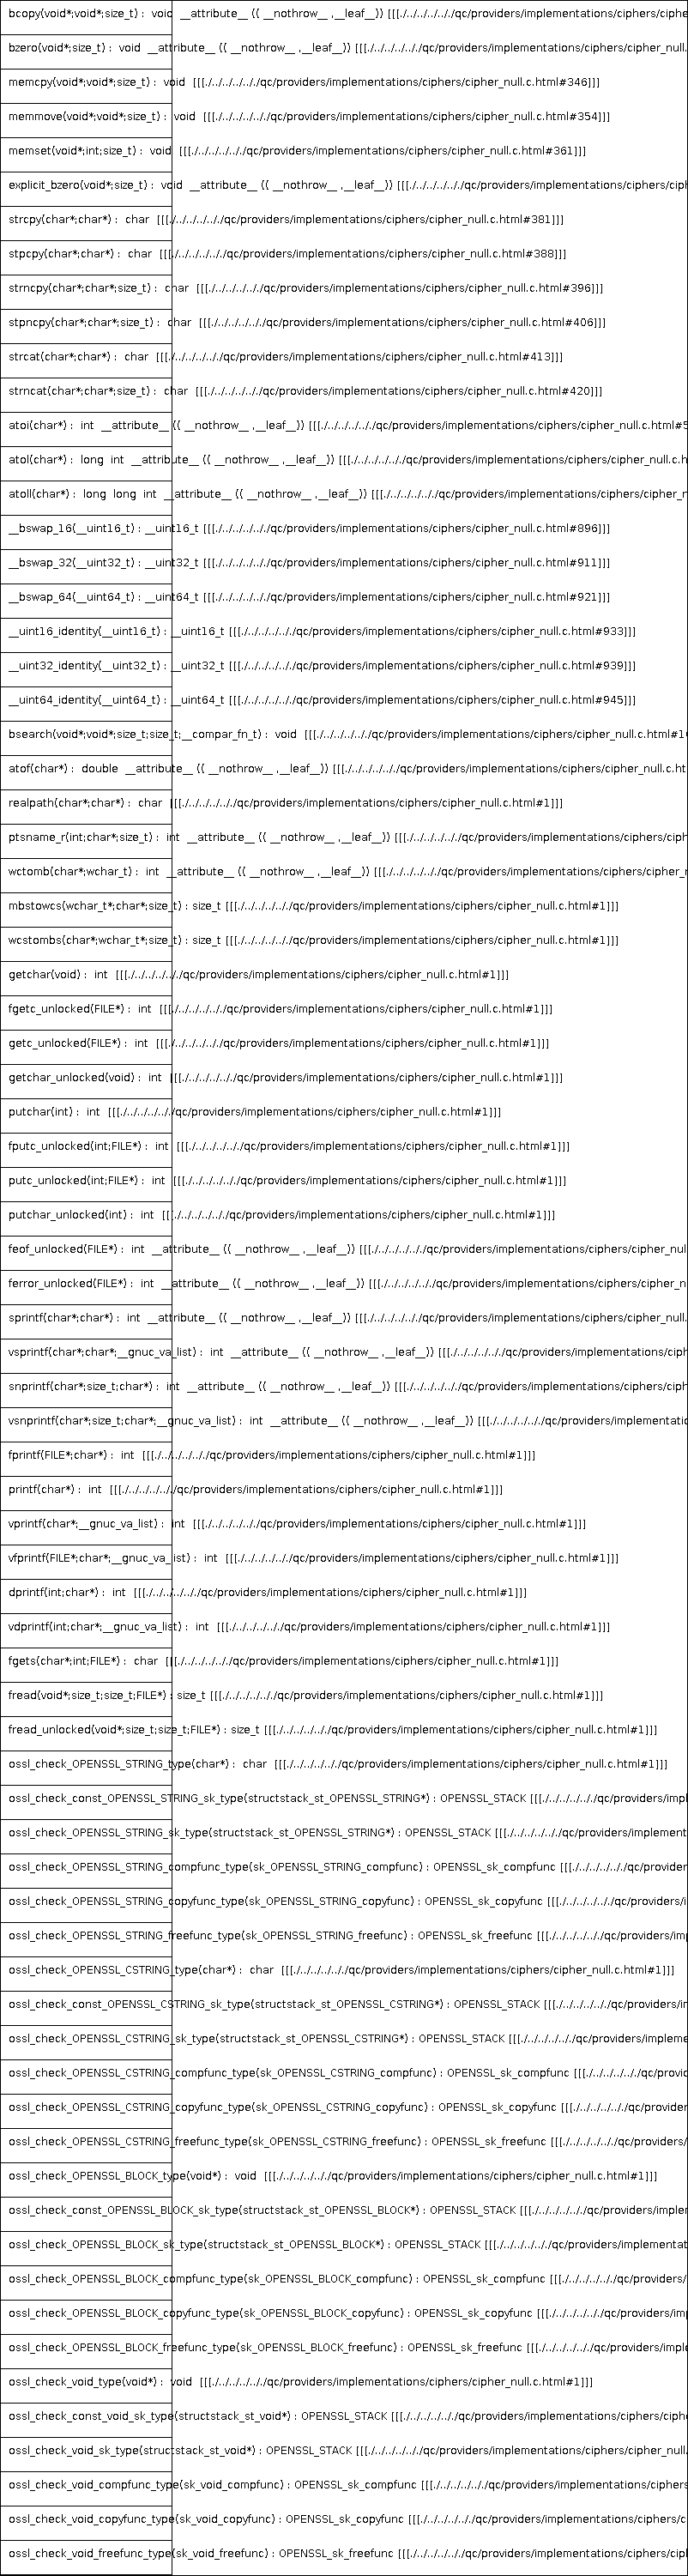 bcopy(void*;void*;size_t) : void __attribute__ (( __nothrow__ ,__leaf__)) [[[./../../../../../qc/providers/implementations/ciphers/ciphe
bzero(void*;size_t) : void __attribute__ (( __nothrow__ ,__leaf__)) [[[./../../../../../qc/providers/implementations/ciphers/cipher_null.
memcpy(void*;void*;size_t) : void [[[./../../../../../qc/providers/implementations/ciphers/cipher_null.c.html#346]]]
memmove(void*;void*;size_t) : void [[[./../../../../../qc/providers/implementations/ciphers/cipher_null.c.html#354]]]
memset(void*;int;size_t) : void [[[./../../../../../qc/providers/implementations/ciphers/cipher_null.c.html#361]]]
explicit_bzero(void*;size_t) : void __attribute__ (( __nothrow__ ,__leaf__)) [[[./../../../../../qc/providers/implementations/ciphers/ciph
strcpy(char*;char*) : char [[[./../../../../../qc/providers/implementations/ciphers/cipher_null.c.html#381]]]
stpcpy(char*;char*) : char [[[./../../../../../qc/providers/implementations/ciphers/cipher_null.c.html#388]]]
strncpy(char*;char*;size_t) : char [[[./../../../../../qc/providers/implementations/ciphers/cipher_null.c.html#396]]]
stpncpy(char*;char*;size_t) : char [[[./../../../../../qc/providers/implementations/ciphers/cipher_null.c.html#406]]]
strcat(char*;char*) : char [[[./../../../../../qc/providers/implementations/ciphers/cipher_null.c.html#413]]]
strncat(char*;char*;size_t) : char [[[./../../../../../qc/providers/implementations/ciphers/cipher_null.c.html#420]]]
atoi(char*) : int __attribute__ (( __nothrow__ ,__leaf__)) [[[./../../../../../qc/providers/implementations/ciphers/cipher_null.c.html#5
atol(char*) : long int __attribute__ (( __nothrow__ ,__leaf__)) [[[./../../../../../qc/providers/implementations/ciphers/cipher_null.c.h
atoll(char*) : long long int __attribute__ (( __nothrow__ ,__leaf__)) [[[./../../../../../qc/providers/implementations/ciphers/cipher_n
__bswap_16(__uint16_t) : __uint16_t [[[./../../../../../qc/providers/implementations/ciphers/cipher_null.c.html#896]]]
__bswap_32(__uint32_t) : __uint32_t [[[./../../../../../qc/providers/implementations/ciphers/cipher_null.c.html#911]]]
__bswap_64(__uint64_t) : __uint64_t [[[./../../../../../qc/providers/implementations/ciphers/cipher_null.c.html#921]]]
__uint16_identity(__uint16_t) : __uint16_t [[[./../../../../../qc/providers/implementations/ciphers/cipher_null.c.html#933]]]
__uint32_identity(__uint32_t) : __uint32_t [[[./../../../../../qc/providers/implementations/ciphers/cipher_null.c.html#939]]]
__uint64_identity(__uint64_t) : __uint64_t [[[./../../../../../qc/providers/implementations/ciphers/cipher_null.c.html#945]]]
bsearch(void*;void*;size_t;size_t;__compar_fn_t) : void [[[./../../../../../qc/providers/implementations/ciphers/cipher_null.c.html#1
atof(char*) : double __attribute__ (( __nothrow__ ,__leaf__)) [[[./../../../../../qc/providers/implementations/ciphers/cipher_null.c.ht
realpath(char*;char*) : char [[[./../../../../../qc/providers/implementations/ciphers/cipher_null.c.html#1]]]
ptsname_r(int;char*;size_t) : int __attribute__ (( __nothrow__ ,__leaf__)) [[[./../../../../../qc/providers/implementations/ciphers/ciph
wctomb(char*;wchar_t) : int __attribute__ (( __nothrow__ ,__leaf__)) [[[./../../../../../qc/providers/implementations/ciphers/cipher_n
mbstowcs(wchar_t*;char*;size_t) : size_t [[[./../../../../../qc/providers/implementations/ciphers/cipher_null.c.html#1]]]
wcstombs(char*;wchar_t*;size_t) : size_t [[[./../../../../../qc/providers/implementations/ciphers/cipher_null.c.html#1]]]
getchar(void) : int [[[./../../../../../qc/providers/implementations/ciphers/cipher_null.c.html#1]]]
fgetc_unlocked(FILE*) : int [[[./../../../../../qc/providers/implementations/ciphers/cipher_null.c.html#1]]]
getc_unlocked(FILE*) : int [[[./../../../../../qc/providers/implementations/ciphers/cipher_null.c.html#1]]]
getchar_unlocked(void) : int [[[./../../../../../qc/providers/implementations/ciphers/cipher_null.c.html#1]]]
putchar(int) : int [[[./../../../../../qc/providers/implementations/ciphers/cipher_null.c.html#1]]]
fputc_unlocked(int;FILE*) : int [[[./../../../../../qc/providers/implementations/ciphers/cipher_null.c.html#1]]]
putc_unlocked(int;FILE*) : int [[[./../../../../../qc/providers/implementations/ciphers/cipher_null.c.html#1]]]
putchar_unlocked(int) : int [[[./../../../../../qc/providers/implementations/ciphers/cipher_null.c.html#1]]]
feof_unlocked(FILE*) : int __attribute__ (( __nothrow__ ,__leaf__)) [[[./../../../../../qc/providers/implementations/ciphers/cipher_nul
ferror_unlocked(FILE*) : int __attribute__ (( __nothrow__ ,__leaf__)) [[[./../../../../../qc/providers/implementations/ciphers/cipher_n
sprintf(char*;char*) : int __attribute__ (( __nothrow__ ,__leaf__)) [[[./../../../../../qc/providers/implementations/ciphers/cipher_null.
vsprintf(char*;char*;__gnuc_va_list) : int __attribute__ (( __nothrow__ ,__leaf__)) [[[./../../../../../qc/providers/implementations/ciph
snprintf(char*;size_t;char*) : int __attribute__ (( __nothrow__ ,__leaf__)) [[[./../../../../../qc/providers/implementations/ciphers/ciph
vsnprintf(char*;size_t;char*;__gnuc_va_list) : int __attribute__ (( __nothrow__ ,__leaf__)) [[[./../../../../../qc/providers/implementatio
fprintf(FILE*;char*) : int [[[./../../../../../qc/providers/implementations/ciphers/cipher_null.c.html#1]]]
printf(char*) : int [[[./../../../../../qc/providers/implementations/ciphers/cipher_null.c.html#1]]]
vprintf(char*;__gnuc_va_list) : int [[[./../../../../../qc/providers/implementations/ciphers/cipher_null.c.html#1]]]
vfprintf(FILE*;char*;__gnuc_va_list) : int [[[./../../../../../qc/providers/implementations/ciphers/cipher_null.c.html#1]]]
dprintf(int;char*) : int [[[./../../../../../qc/providers/implementations/ciphers/cipher_null.c.html#1]]]
vdprintf(int;char*;__gnuc_va_list) : int [[[./../../../../../qc/providers/implementations/ciphers/cipher_null.c.html#1]]]
fgets(char*;int;FILE*) : char [[[./../../../../../qc/providers/implementations/ciphers/cipher_null.c.html#1]]]
fread(void*;size_t;size_t;FILE*) : size_t [[[./../../../../../qc/providers/implementations/ciphers/cipher_null.c.html#1]]]
fread_unlocked(void*;size_t;size_t;FILE*) : size_t [[[./../../../../../qc/providers/implementations/ciphers/cipher_null.c.html#1]]]
ossl_check_OPENSSL_STRING_type(char*) : char [[[./../../../../../qc/providers/implementations/ciphers/cipher_null.c.html#1]]]
ossl_check_const_OPENSSL_STRING_sk_type(structstack_st_OPENSSL_STRING*) : OPENSSL_STACK [[[./../../../../../qc/providers/impl
ossl_check_OPENSSL_STRING_sk_type(structstack_st_OPENSSL_STRING*) : OPENSSL_STACK [[[./../../../../../qc/providers/implement
ossl_check_OPENSSL_STRING_compfunc_type(sk_OPENSSL_STRING_compfunc) : OPENSSL_sk_compfunc [[[./../../../../../qc/provider
ossl_check_OPENSSL_STRING_copyfunc_type(sk_OPENSSL_STRING_copyfunc) : OPENSSL_sk_copyfunc [[[./../../../../../qc/providers/i
ossl_check_OPENSSL_STRING_freefunc_type(sk_OPENSSL_STRING_freefunc) : OPENSSL_sk_freefunc [[[./../../../../../qc/providers/im
ossl_check_OPENSSL_CSTRING_type(char*) : char [[[./../../../../../qc/providers/implementations/ciphers/cipher_null.c.html#1]]]
ossl_check_const_OPENSSL_CSTRING_sk_type(structstack_st_OPENSSL_CSTRING*) : OPENSSL_STACK [[[./../../../../../qc/providers/i
ossl_check_OPENSSL_CSTRING_sk_type(structstack_st_OPENSSL_CSTRING*) : OPENSSL_STACK [[[./../../../../../qc/providers/impleme
ossl_check_OPENSSL_CSTRING_compfunc_type(sk_OPENSSL_CSTRING_compfunc) : OPENSSL_sk_compfunc [[[./../../../../../qc/provi
ossl_check_OPENSSL_CSTRING_copyfunc_type(sk_OPENSSL_CSTRING_copyfunc) : OPENSSL_sk_copyfunc [[[./../../../../../qc/provider
ossl_check_OPENSSL_CSTRING_freefunc_type(sk_OPENSSL_CSTRING_freefunc) : OPENSSL_sk_freefunc [[[./../../../../../qc/providers/
ossl_check_OPENSSL_BLOCK_type(void*) : void [[[./../../../../../qc/providers/implementations/ciphers/cipher_null.c.html#1]]]
ossl_check_const_OPENSSL_BLOCK_sk_type(structstack_st_OPENSSL_BLOCK*) : OPENSSL_STACK [[[./../../../../../qc/providers/imple
ossl_check_OPENSSL_BLOCK_sk_type(structstack_st_OPENSSL_BLOCK*) : OPENSSL_STACK [[[./../../../../../qc/providers/implementat
ossl_check_OPENSSL_BLOCK_compfunc_type(sk_OPENSSL_BLOCK_compfunc) : OPENSSL_sk_compfunc [[[./../../../../../qc/providers/
ossl_check_OPENSSL_BLOCK_copyfunc_type(sk_OPENSSL_BLOCK_copyfunc) : OPENSSL_sk_copyfunc [[[./../../../../../qc/providers/im
ossl_check_OPENSSL_BLOCK_freefunc_type(sk_OPENSSL_BLOCK_freefunc) : OPENSSL_sk_freefunc [[[./../../../../../qc/providers/imple
ossl_check_void_type(void*) : void [[[./../../../../../qc/providers/implementations/ciphers/cipher_null.c.html#1]]]
ossl_check_const_void_sk_type(structstack_st_void*) : OPENSSL_STACK [[[./../../../../../qc/providers/implementations/ciphers/ciph
ossl_check_void_sk_type(structstack_st_void*) : OPENSSL_STACK [[[./../../../../../qc/providers/implementations/ciphers/cipher_null.
ossl_check_void_compfunc_type(sk_void_compfunc) : OPENSSL_sk_compfunc [[[./../../../../../qc/providers/implementations/ciphers
ossl_check_void_copyfunc_type(sk_void_copyfunc) : OPENSSL_sk_copyfunc [[[./../../../../../qc/providers/implementations/ciphers/c
ossl_check_void_freefunc_type(sk_void_freefunc) : OPENSSL_sk_freefunc [[[./../../../../../qc/providers/implementations/ciphers/cip